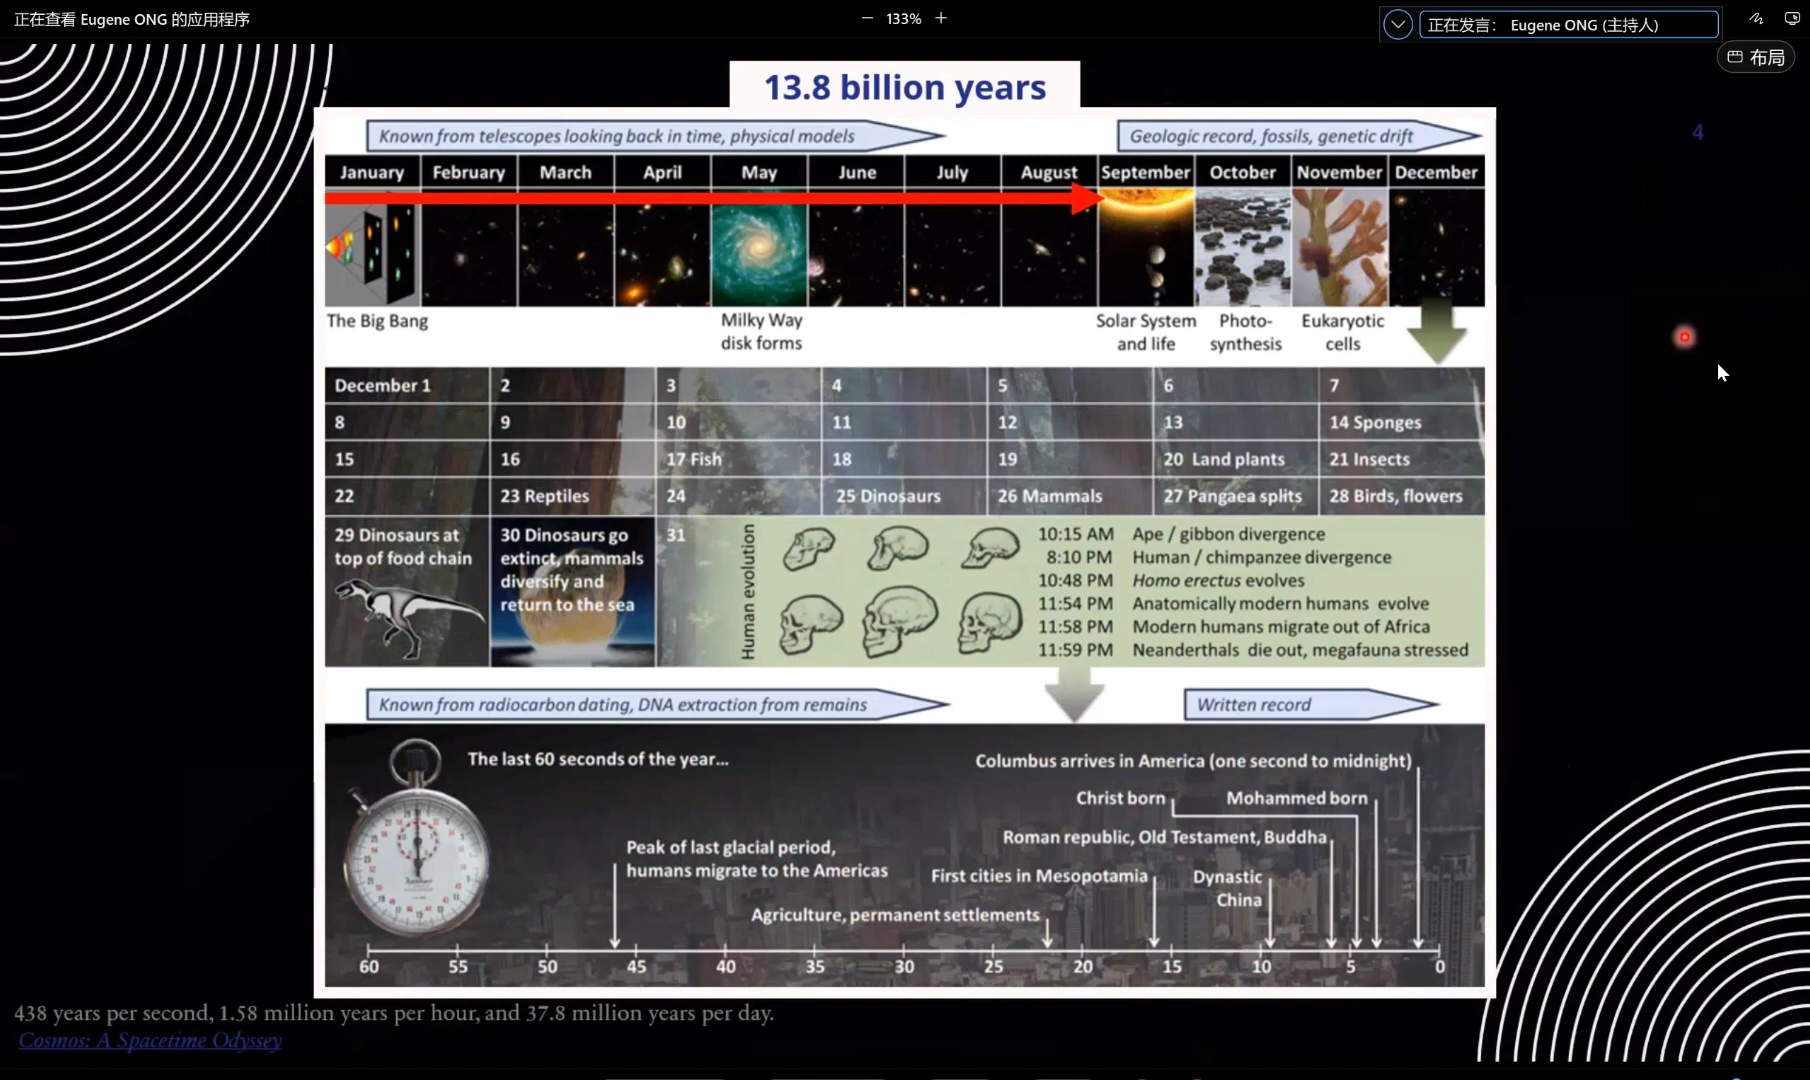 正在查看 Eugene ONG 的应用程序
133%
正在发言： Eugene ONG (主持人)
布局
13.8 billion years
4
Known from telescopes looking back in time, physical models
Geologic record, fossils, genetic drift
January February March April May June July August September October November December
The Big Bang
Milky Way
disk forms
Solar System
and life
Photo-
synthesis
Eukaryotic
cells
December 1 2 3 4 5 6 7
8 9 10 11 12 13 14 Sponges
15 16 17 Fish 18 19 20 Land plants 21 Insects
22 23 Reptiles 24 25 Dinosaurs 26 Mammals 27 Pangaea splits 28 Birds, flowers
29 Dinosaurs at
top of food chain
30 Dinosaurs go
extinct, mammals
diversify and
return to the sea
31
Human evolution
10:15 AM Ape / gibbon divergence
8:10 PM Human / chimpanzee divergence
10:48 PM Homo erectus evolves
11:54 PM Anatomically modern humans evolve
11:58 PM Modern humans migrate out of Africa
11:59 PM Neanderthals die out, megafauna stressed
Known from radiocarbon dating, DNA extraction from remains
Written record
The last 60 seconds of the year...
Columbus arrives in America (one second to midnight)
Christ born
Mohammed born
Roman republic, Old Testament, Buddha
Peak of last glacial period,
humans migrate to the Americas
First cities in Mesopotamia
Dynastic
China
Agriculture, permanent settlements
60 55 50 45 40 35 30 25 20 15 10 5 0
438 years per second, 1.58 million years per hour, and 37.8 million years per day.
Cosmos: A Spacetime Odyssey